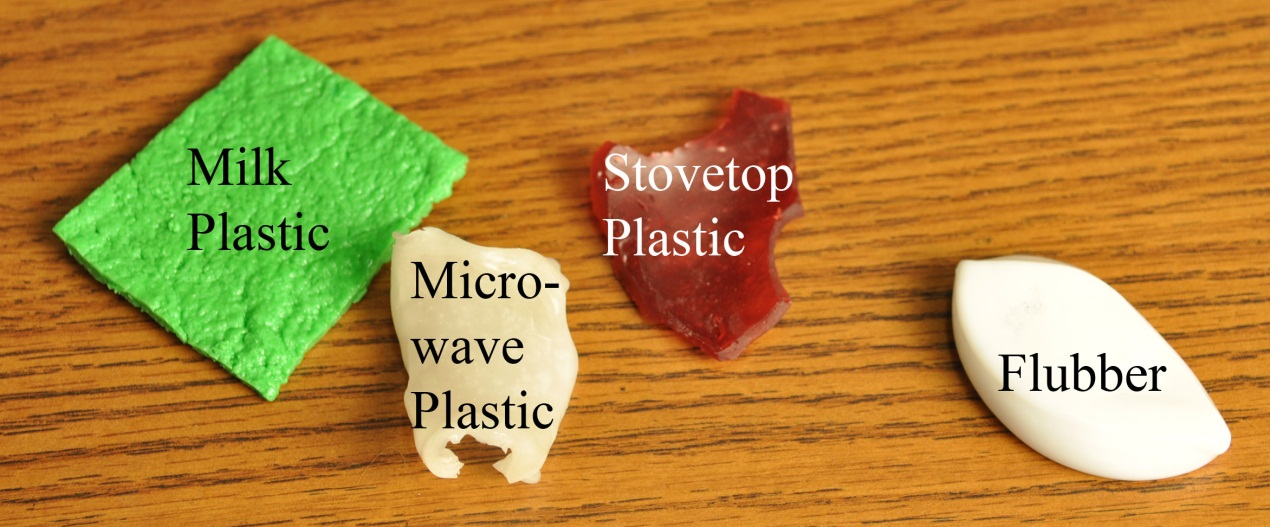 Milk
Plastic
Micro-
wave
Plastic
Stovetop
Plastic
Flubber